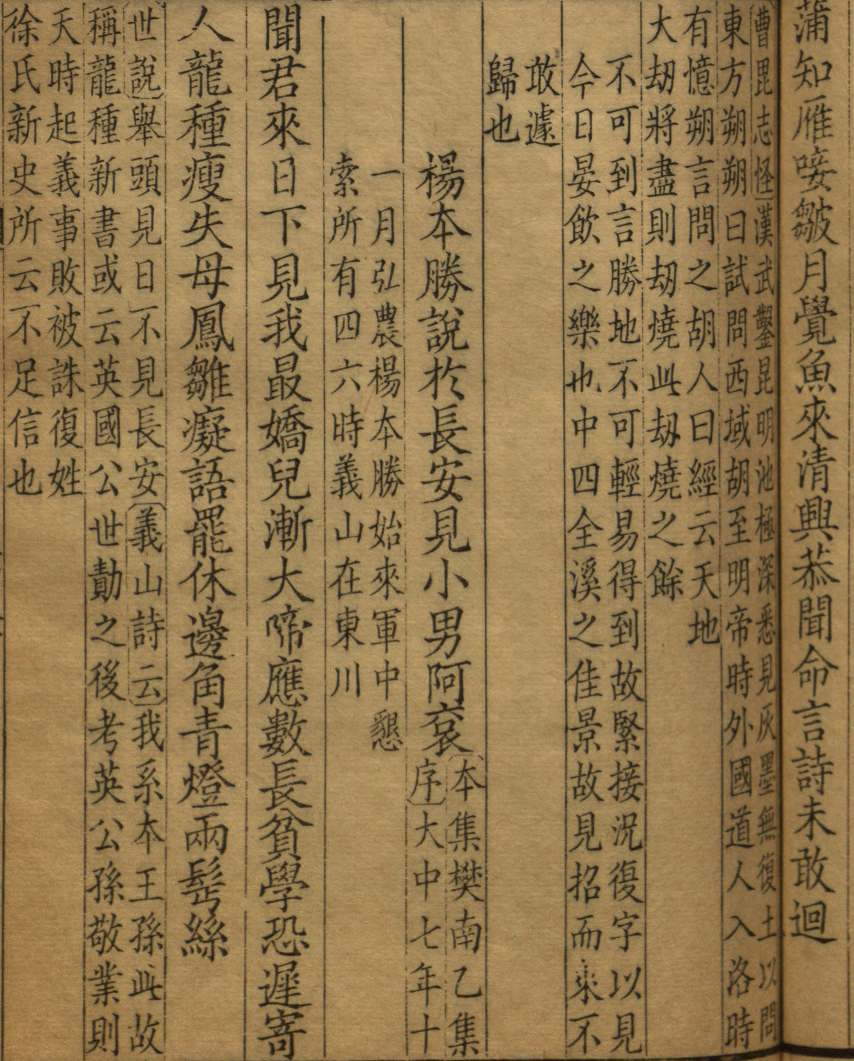 蒲知雁唼皺月覺魚來清興恭聞命言詩未敢迴
曹毘志怪漢武鑿昆明池極深悉見灰墨無復土以問
東方朔朔曰試問西域胡至明帝時外國道人入洛時
有憶朔言問之胡人曰經云天地
大劫將盡則劫燒此劫燒之餘
不可到言勝地不可輕易得到故緊接況復字以見
今日晏飲之樂也中四全溪之佳景故見招而來不
敢遽
歸也
楊本勝說於長安見小男阿衮
本集樊南乙集
序大中七年十
一月弘農楊本勝始來軍中懇
索所有四六時義山在東川
聞君來日下見我最嬌兒漸大啼應數長貧學恐遲寄
人龍種瘦失母鳳雛癡語罷休邊角青燈兩鬂絲
世說舉頭見日不見長安義山詩云我系本王孫此故
稱龍種新書或云英國公世勣之後考英公孫敬業則
天時起義事敗被誅復姓
徐氏新史所云不足信也